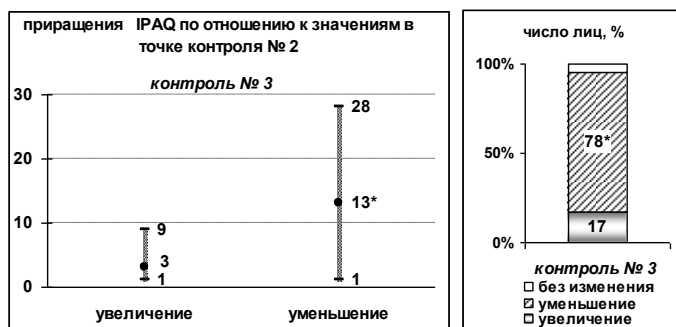 приращения IPAQ по отношению к значениям в
точке контроля № 2
контроль № 3
30
20
10
0
9
3
1
28
13*
1
увеличение
уменьшение
число лиц, %
100%
50%
0%
78*
17
контроль № 3
без изменения
уменьшение
увеличение